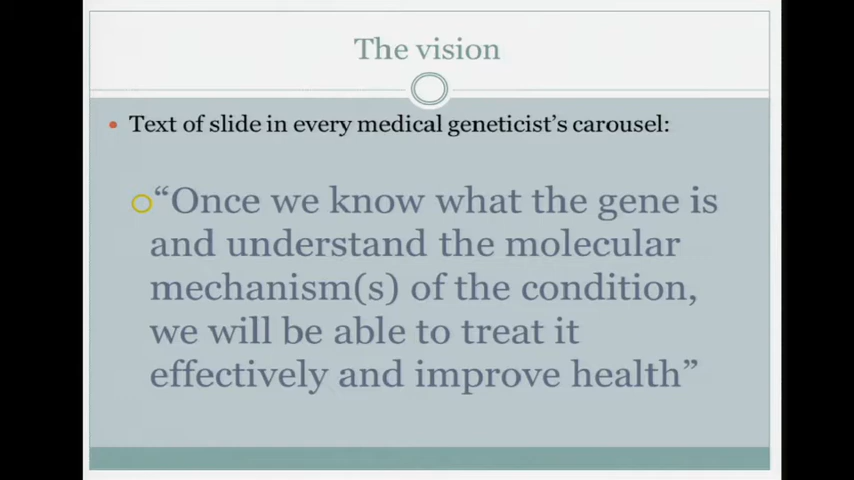 The vision
• Text of slide in every medical geneticist's carousel:
“Once we know what the gene is
and understand the molecular
mechanism(s) of the condition,
we will be able to treat it
effectively and improve health”